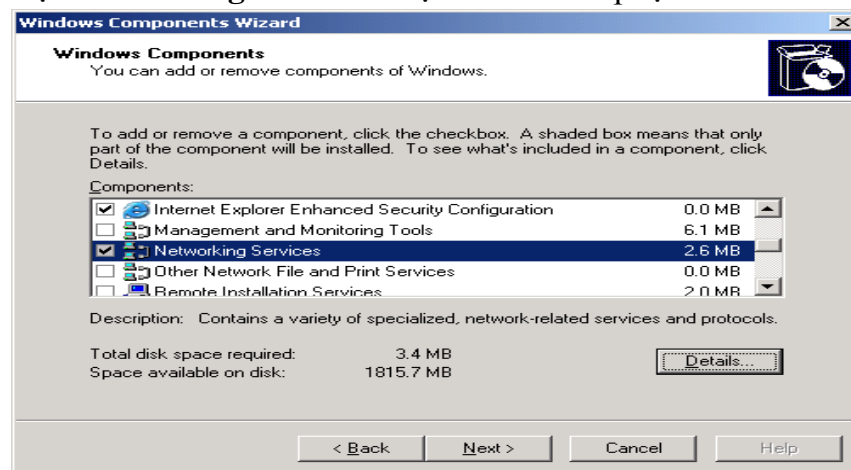 Windows Components Wizard
Windows Components
You can add or remove components of Windows.
To add or remove a component, click the checkbox. A shaded box means that only
part of the component will be installed. To see what's included in a component, click
Details.
Components:
Internet Explorer Enhanced Security Configuration 0.0 MB
Management and Monitoring Tools 6.1 MB
Networking Services 2.6 MB
Other Network File and Print Services 0.0 MB
Remote Installation Services 2.0 MB
Description: Contains a variety of specialized, network-related services and protocols.
Total disk space required: 3.4 MB
Space available on disk: 1815.7 MB
Details...
< Back Next > Cancel Help